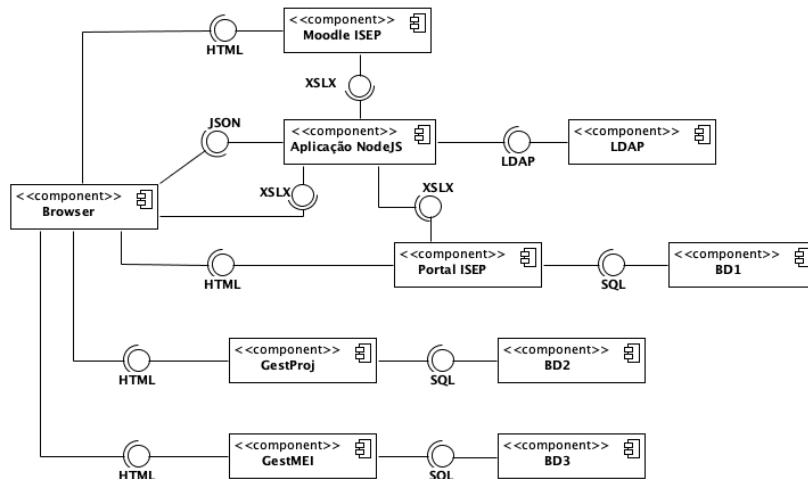 <<component>>
Moodle ISEP
HTML
XSLX
JSON
<<component>>
Aplicação NodeJS
LDAP
<<component>>
LDAP
<<component>>
Browser
XSLX
XSLX
HTML
<<component>>
Portal ISEP
SQL
<<component>>
BD1
HTML
<<component>>
GestProj
SQL
<<component>>
BD2
HTML
<<component>>
GestMEI
SQL
<<component>>
BD3